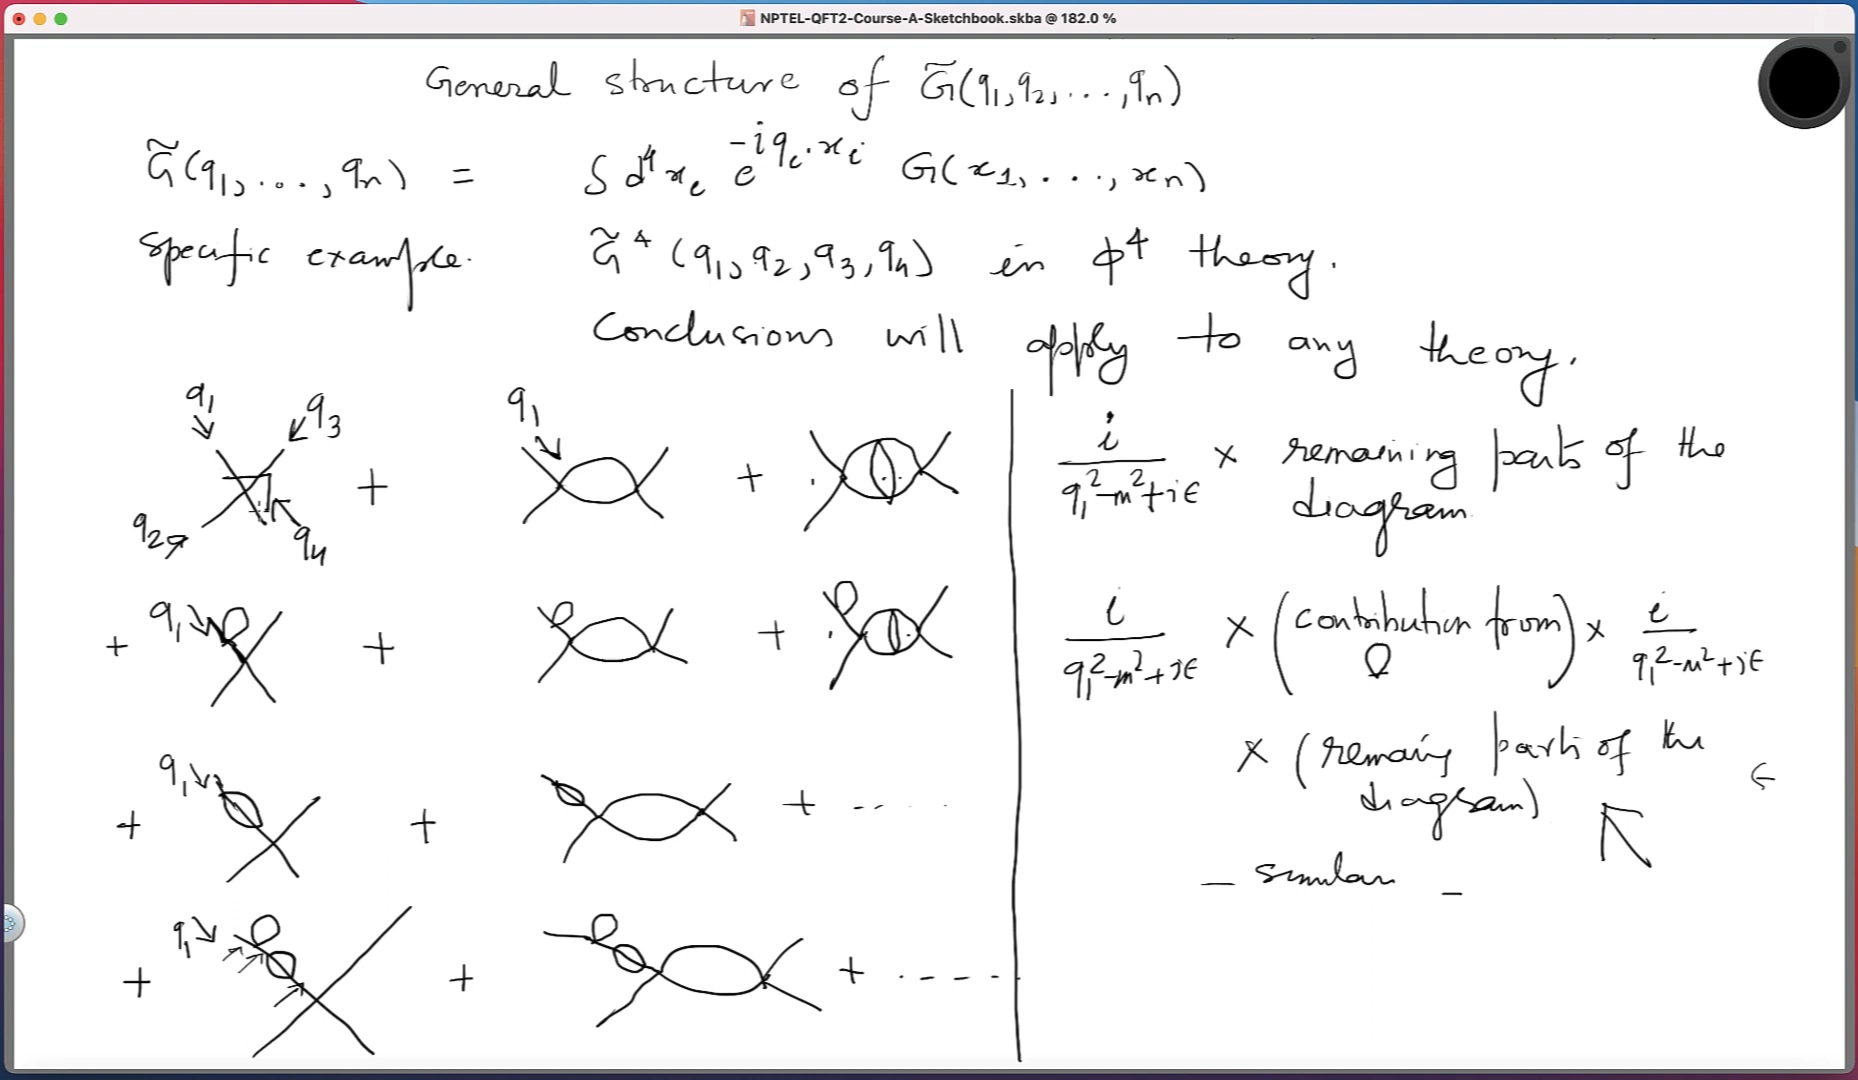 NPTEL-QFT2-Course-A-Sketchbook.skba @ 182.0 %
General structure of G̃(q₁,q₂,...,qₙ)
G̃(q₁,...,qₙ) = ∫d⁴xᵢ e^{-iqᵢ.xᵢ} G(x₁,...,xₙ)
Specific example. G̃⁴(q₁,q₂,q₃,q₄) in ϕ⁴ theory.
Conclusions will apply to any theory.
q₁ q₃ q₂ q₄ + q₁ +
i/(q₁²-m²+iε) × remaining parts of the
diagram
+ q₁ + +
i/(q₁²-m²+iε) × (contribution from) × i/(q₁²-m²+iε)
× (remaing parts of the
diagram)
+ q₁ + + .....
– similar –
+ q₁ + + .....